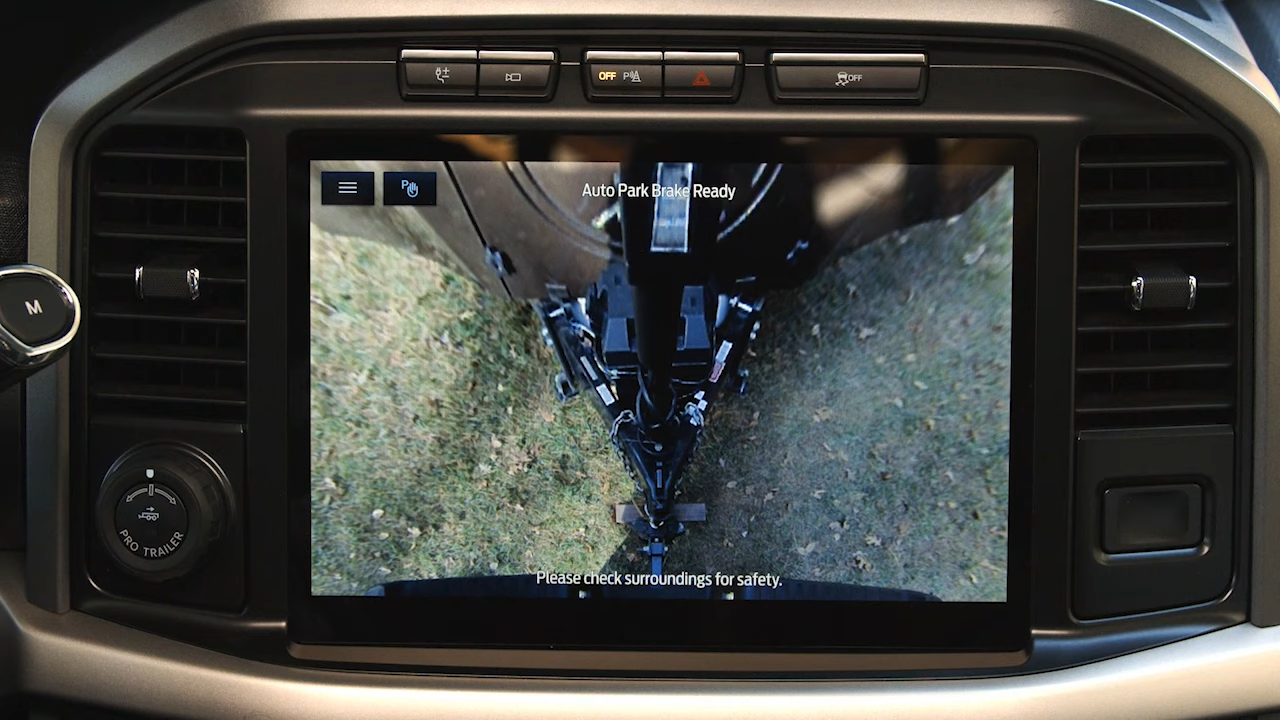 OFF P
OFF
P
Auto Park Brake Ready
M
PRO TRAILER
Please check surroundings for safety.